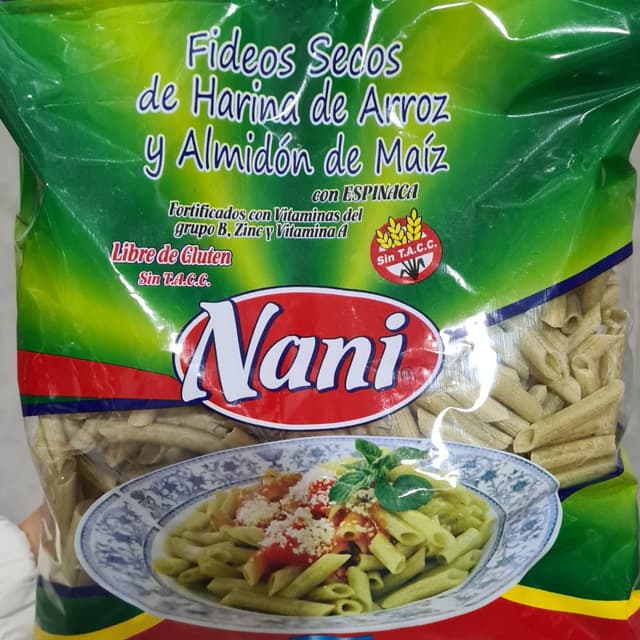 Fideos Secos
de Harina de Arroz
y Almidón de Maíz
con ESPINACA
Fortificados con Vitaminas del
grupo B, Zinc y Vitamina A
Libre de Gluten
Sin T.A.C.C.
Sin T.A.C.C.
Nani